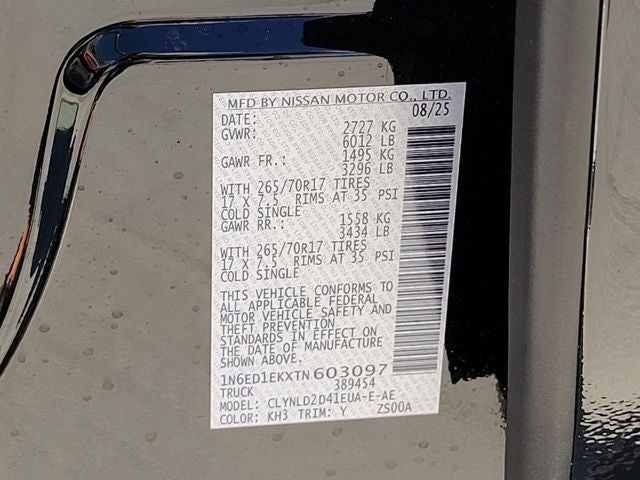 MFD BY NISSAN MOTOR CO., LTD.
DATE: 08/25
GVWR: 2727 KG
6012 LB
GAWR FR.: 1495 KG
3296 LB
WITH 265/70R17 TIRES
17 X 7.5 RIMS AT 35 PSI
COLD SINGLE
GAWR RR.: 1558 KG
3434 LB
WITH 265/70R17 TIRES
17 X 7.5 RIMS AT 35 PSI
COLD SINGLE
THIS VEHICLE CONFORMS TO
ALL APPLICABLE FEDERAL
MOTOR VEHICLE SAFETY AND
THEFT PREVENTION
STANDARDS IN EFFECT ON
THE DATE OF MANUFACTURE
SHOWN ABOVE.
1N6ED1EKXTN603097
TRUCK 389454
MODEL: CLYNLD2D41EUA-E-AE
COLOR: KH3 TRIM: Y ZS00A